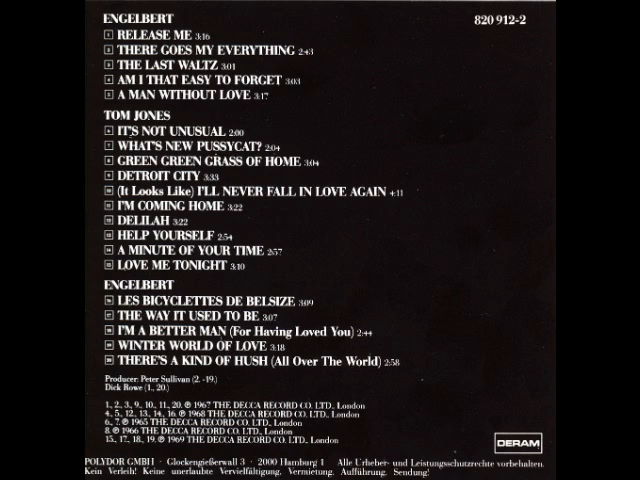 ENGELBERT
820 912-2
1 RELEASE ME 3:16
2 THERE GOES MY EVERYTHING 2:43
3 THE LAST WALTZ 3:01
4 AM I THAT EASY TO FORGET 3:03
5 A MAN WITHOUT LOVE 3:17
TOM JONES
6 IT'S NOT UNUSUAL 2:00
7 WHAT'S NEW PUSSYCAT? 2:04
8 GREEN GREEN GRASS OF HOME 3:04
9 DETROIT CITY 3:33
10 (It Looks Like) I'LL NEVER FALL IN LOVE AGAIN 4:11
11 I'M COMING HOME 3:22
12 DELILAH 3:22
13 HELP YOURSELF 2:54
14 A MINUTE OF YOUR TIME 2:57
15 LOVE ME TONIGHT 3:10
ENGELBERT
16 LES BICYCLETTES DE BELSIZE 3:09
17 THE WAY IT USED TO BE 3:07
18 I'M A BETTER MAN (For Having Loved You) 2:44
19 WINTER WORLD OF LOVE 3:18
20 THERE'S A KIND OF HUSH (All Over The World) 2:58
Producer: Peter Sullivan (2. -19.)
Dick Rowe (1., 20.)
1., 2., 3., 9., 10., 11., 20. ℗ 1967 THE DECCA RECORD CO. LTD., London
4., 5., 12., 13., 14., 16. ℗ 1968 THE DECCA RECORD CO. LTD., London
6., 7. ℗ 1965 THE DECCA RECORD CO. LTD., London
8. ℗ 1966 THE DECCA RECORD CO. LTD., London
15., 17., 18., 19. ℗ 1969 THE DECCA RECORD CO. LTD., London
DERAM
POLYDOR GMBH · Glockengießerwall 3 · 2000 Hamburg 1 Alle Urheber- und Leistungsschutzrechte vorbehalten.
Kein Verleih! Keine unerlaubte Vervielfältigung, Vermietung, Aufführung, Sendung!